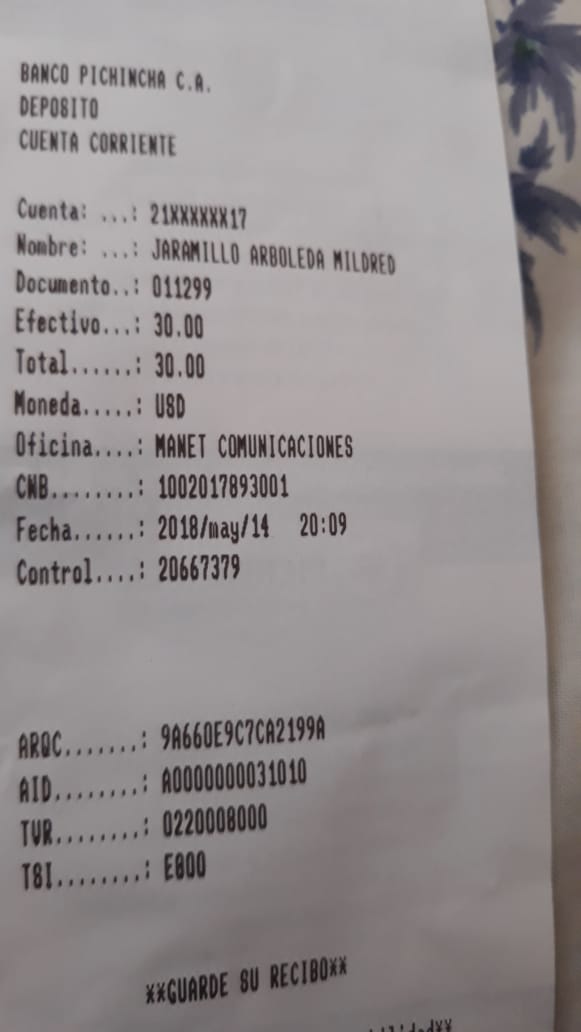 BANCO PICHINCHA C.A.
DEPOSITO
CUENTA CORRIENTE
Cuenta: ...: 21XXXXXX17
Nombre: ...: JARAMILLO ARBOLEDA MILDRED
Documento..: 011299
Efectivo...: 30.00
Total......: 30.00
Moneda.....: USD
Oficina....: MANET COMUNICACIONES
CNB........: 1002017893001
Fecha......: 2018/may/14 20:09
Control....: 20667379
ARQC.......: 9A660E9C7CA2199A
AID........: A0000000031010
TVR........: 0220008000
TSI........: E800
**GUARDE SU RECIBO**